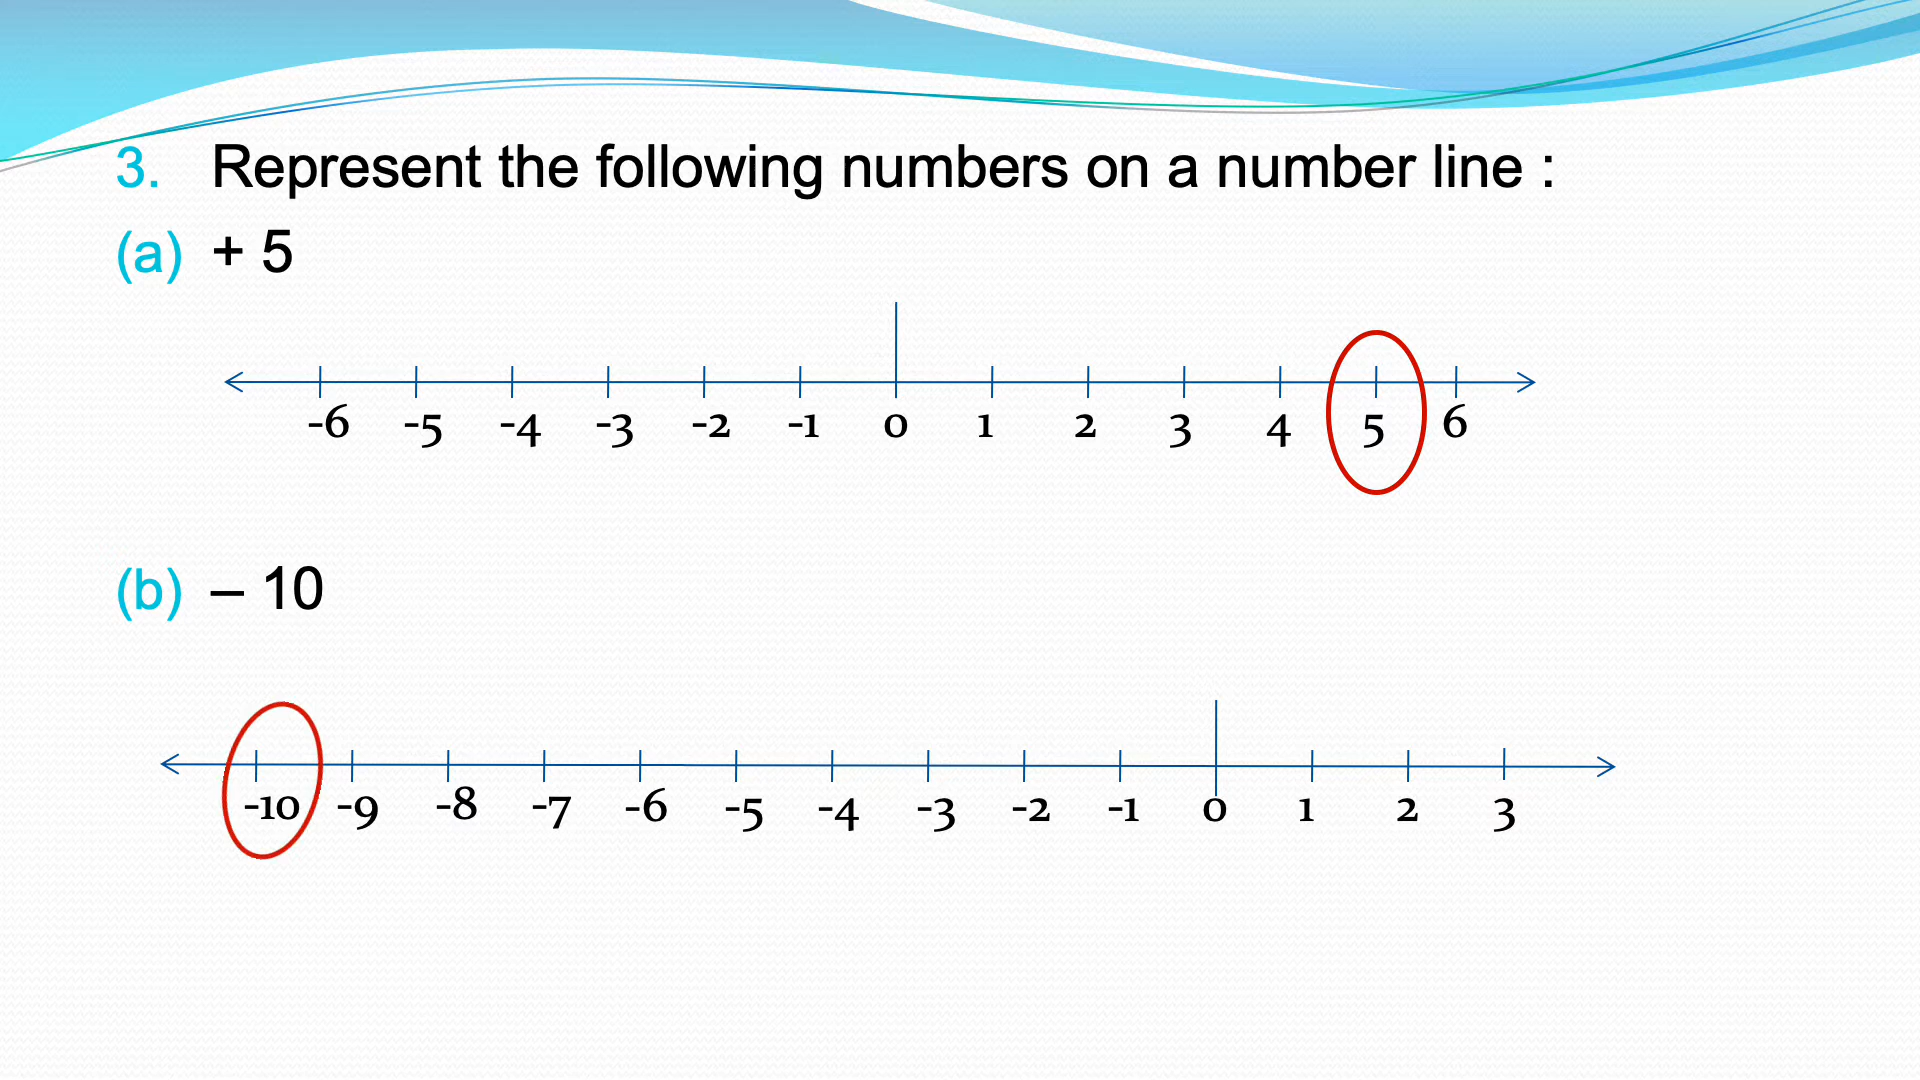 3. Represent the following numbers on a number line :
(a) + 5
-6 -5 -4 -3 -2 -1 0 1 2 3 4 5 6
(b) – 10
-10 -9 -8 -7 -6 -5 -4 -3 -2 -1 0 1 2 3